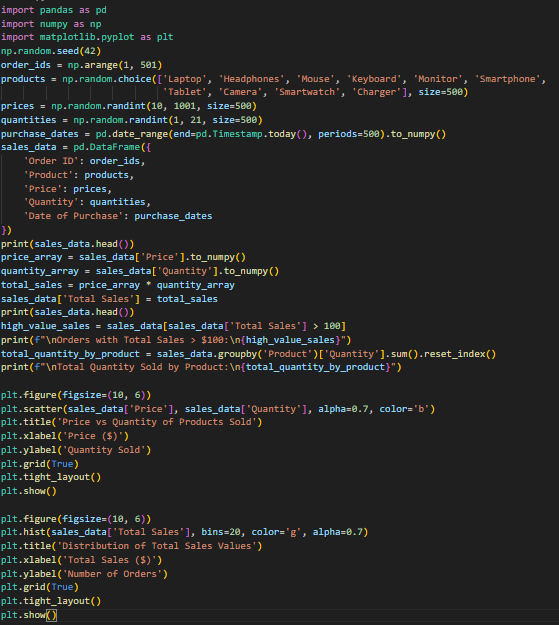 import pandas as pd
import numpy as np
import matplotlib.pyplot as plt
np.random.seed(42)
order_ids = np.arange(1, 501)
products = np.random.choice(['Laptop', 'Headphones', 'Mouse', 'Keyboard', 'Monitor', 'Smartphone',
                             'Tablet', 'Camera', 'Smartwatch', 'Charger'], size=500)
prices = np.random.randint(10, 1001, size=500)
quantities = np.random.randint(1, 21, size=500)
purchase_dates = pd.date_range(end=pd.Timestamp.today(), periods=500).to_numpy()
sales_data = pd.DataFrame({
    'Order ID': order_ids,
    'Product': products,
    'Price': prices,
    'Quantity': quantities,
    'Date of Purchase': purchase_dates
})
print(sales_data.head())
price_array = sales_data['Price'].to_numpy()
quantity_array = sales_data['Quantity'].to_numpy()
total_sales = price_array * quantity_array
sales_data['Total Sales'] = total_sales
print(sales_data.head())
high_value_sales = sales_data[sales_data['Total Sales'] > 100]
print(f"\nOrders with Total Sales > $100:\n{high_value_sales}")
total_quantity_by_product = sales_data.groupby('Product')['Quantity'].sum().reset_index()
print(f"\nTotal Quantity Sold by Product:\n{total_quantity_by_product}")

plt.figure(figsize=(10, 6))
plt.scatter(sales_data['Price'], sales_data['Quantity'], alpha=0.7, color='b')
plt.title('Price vs Quantity of Products Sold')
plt.xlabel('Price ($)')
plt.ylabel('Quantity Sold')
plt.grid(True)
plt.tight_layout()
plt.show()

plt.figure(figsize=(10, 6))
plt.hist(sales_data['Total Sales'], bins=20, color='g', alpha=0.7)
plt.title('Distribution of Total Sales Values')
plt.xlabel('Total Sales ($)')
plt.ylabel('Number of Orders')
plt.grid(True)
plt.tight_layout()
plt.show()